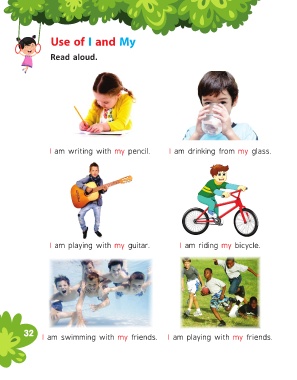 Use of I and My
Read aloud.
I am writing with my pencil.
I am drinking from my glass.
I am playing with my guitar.
I am riding my bicycle.
I am swimming with my friends.
I am playing with my friends.
32